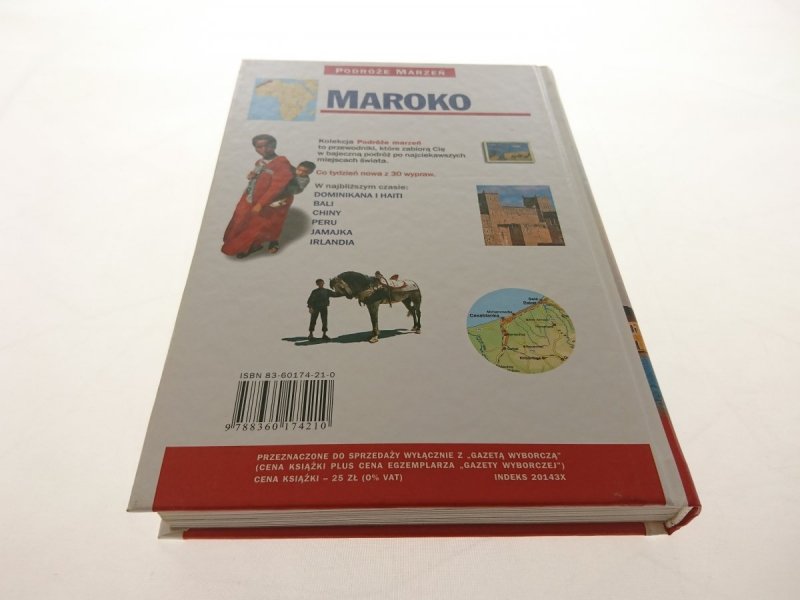 PODRÓŻE MARZEŃ
MAROKO
Kolekcja Podróże marzeń
to przewodniki, które zabiorą Cię
w bajeczną podróż po najciekawszych
miejscach świata.
Co tydzień nowa z 30 wypraw.
W najbliższym czasie:
DOMINIKANA I HAITI
BALI
CHINY
PERU
JAMAJKA
IRLANDIA
Casablanca
ISBN 83-60174-21-0
9 788360 174210
PRZEZNACZONE DO SPRZEDAŻY WYŁĄCZNIE Z „GAZETĄ WYBORCZĄ"
(CENA KSIĄŻKI PLUS CENA EGZEMPLARZA „GAZETY WYBORCZEJ")
CENA KSIĄŻKI – 25 ZŁ (0% VAT) INDEKS 20143X